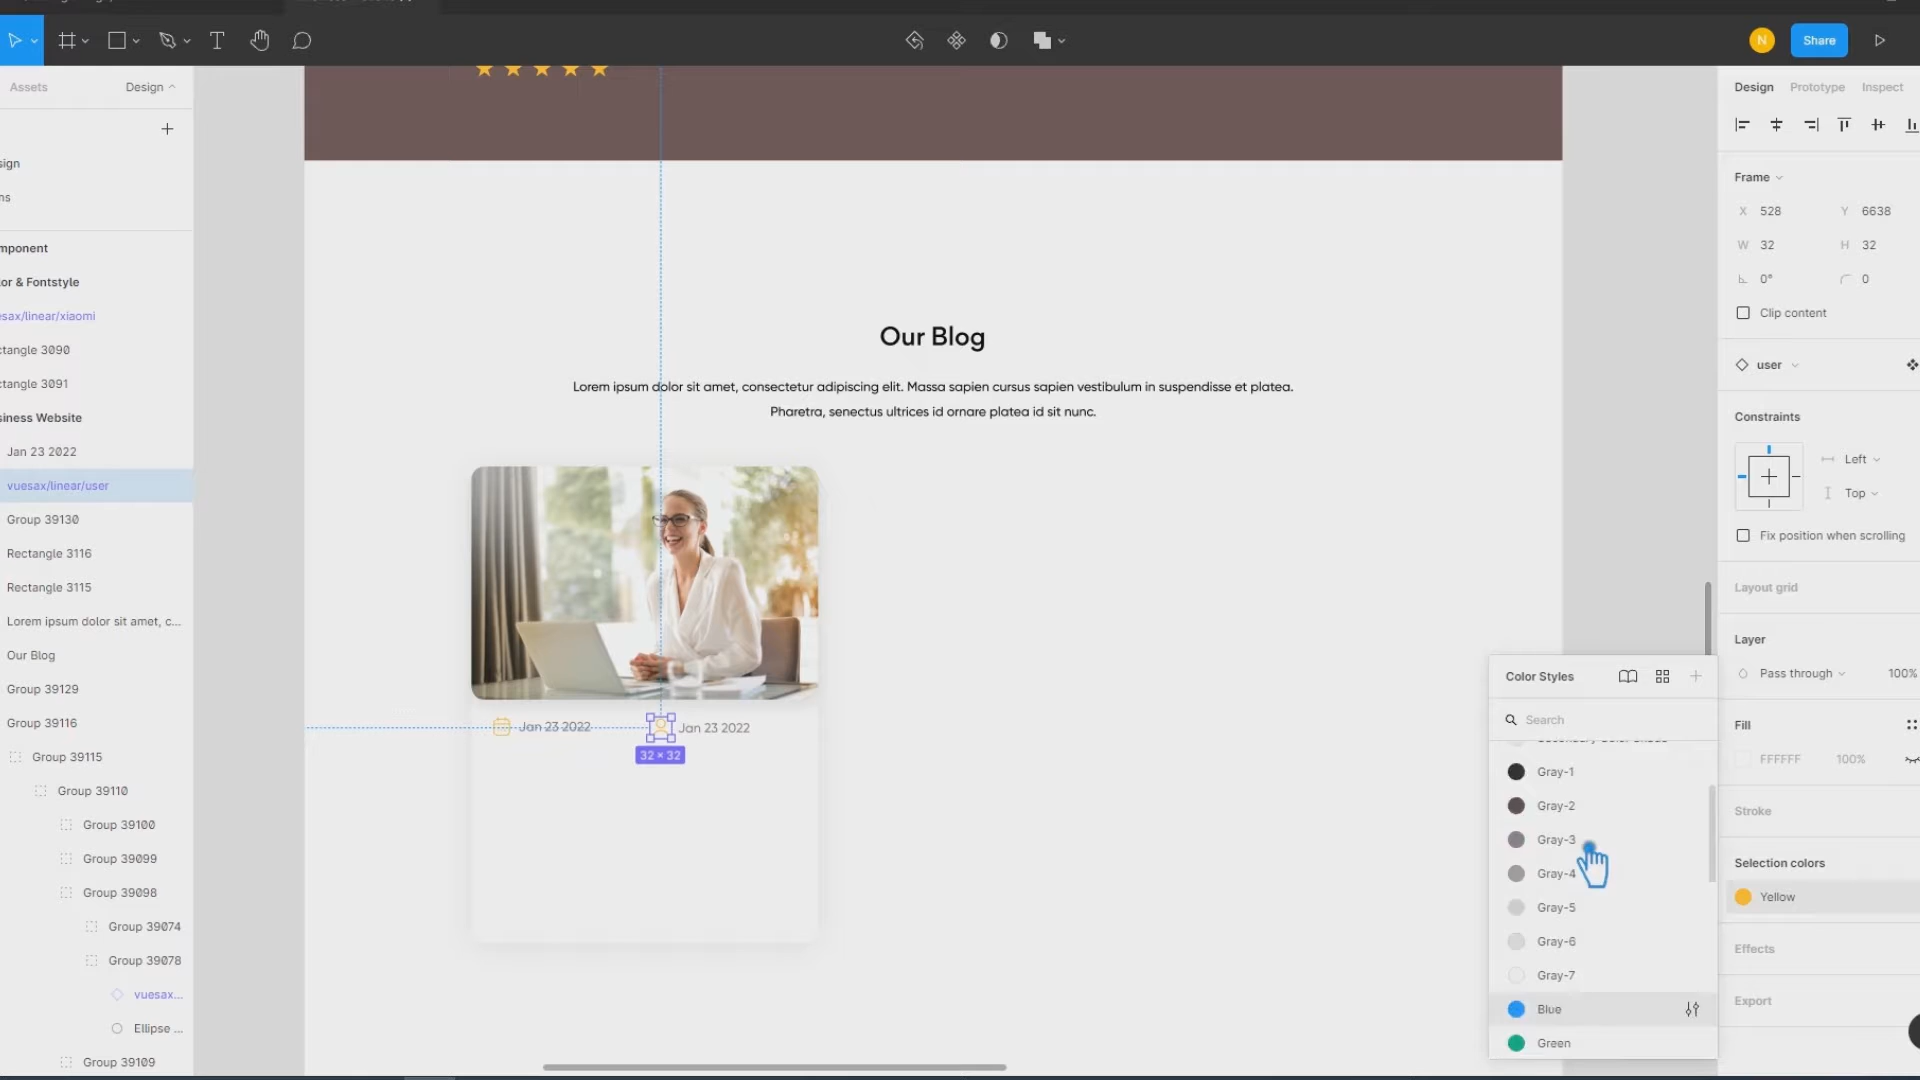 N
Share
Assets
Design
sign
ns
mponent
or & Fontstyle
esax/linear/xiaomi
ctangle 3090
ctangle 3091
siness Website
Jan 23 2022
vuesax/linear/user
Group 39130
Rectangle 3116
Rectangle 3115
Lorem ipsum dolor sit amet, c...
Our Blog
Group 39129
Group 39116
Group 39115
Group 39110
Group 39100
Group 39099
Group 39098
Group 39074
Group 39078
vuesax...
Ellipse ...
Group 39109
Our Blog
Lorem ipsum dolor sit amet, consectetur adipiscing elit. Massa sapien cursus sapien vestibulum in suspendisse et platea.
Pharetra, senectus ultrices id ornare platea id sit nunc.
Jan 23 2022
Jan 23 2022
32 × 32
Color Styles
Search
Gray-1
Gray-2
Gray-3
Gray-4
Gray-5
Gray-6
Gray-7
Blue
Green
Design Prototype Inspect
Frame
X 528 Y 6638
W 32 H 32
0° 0
Clip content
user
Constraints
Left
Top
Fix position when scrolling
Layout grid
Layer
Pass through 100%
Fill
FFFFFF 100%
Stroke
Selection colors
Yellow
Effects
Export